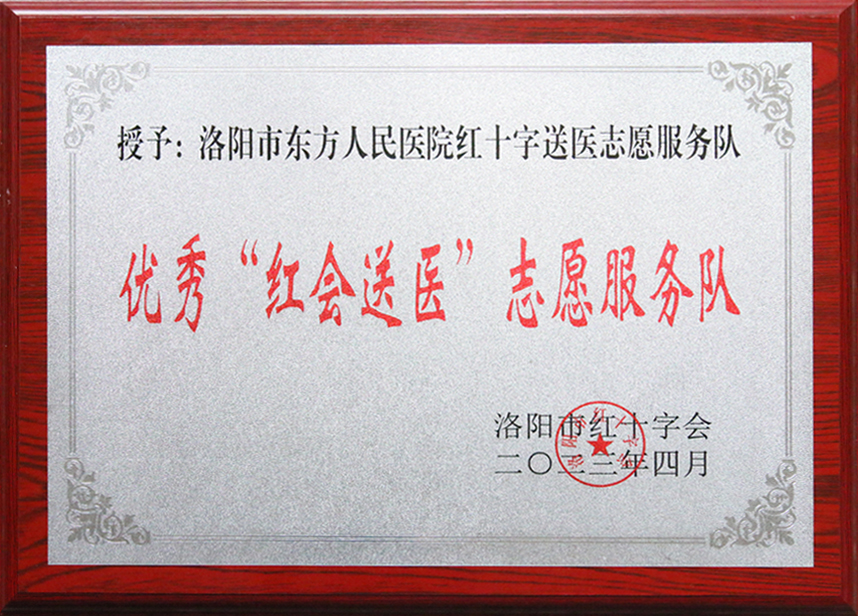 授予：洛阳市东方人民医院红十字送医志愿服务队
优秀“红会送医”志愿服务队
洛阳市红十字会
二〇二三年四月